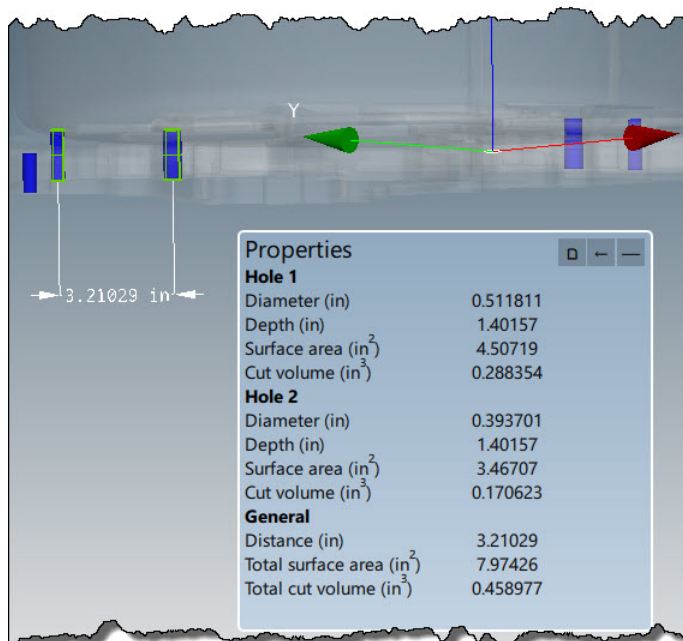 Y
3.21029 in
Properties
Hole 1
Diameter (in) 0.511811
Depth (in) 1.40157
Surface area (in²) 4.50719
Cut volume (in³) 0.288354
Hole 2
Diameter (in) 0.393701
Depth (in) 1.40157
Surface area (in²) 3.46707
Cut volume (in³) 0.170623
General
Distance (in) 3.21029
Total surface area (in²) 7.97426
Total cut volume (in³) 0.458977